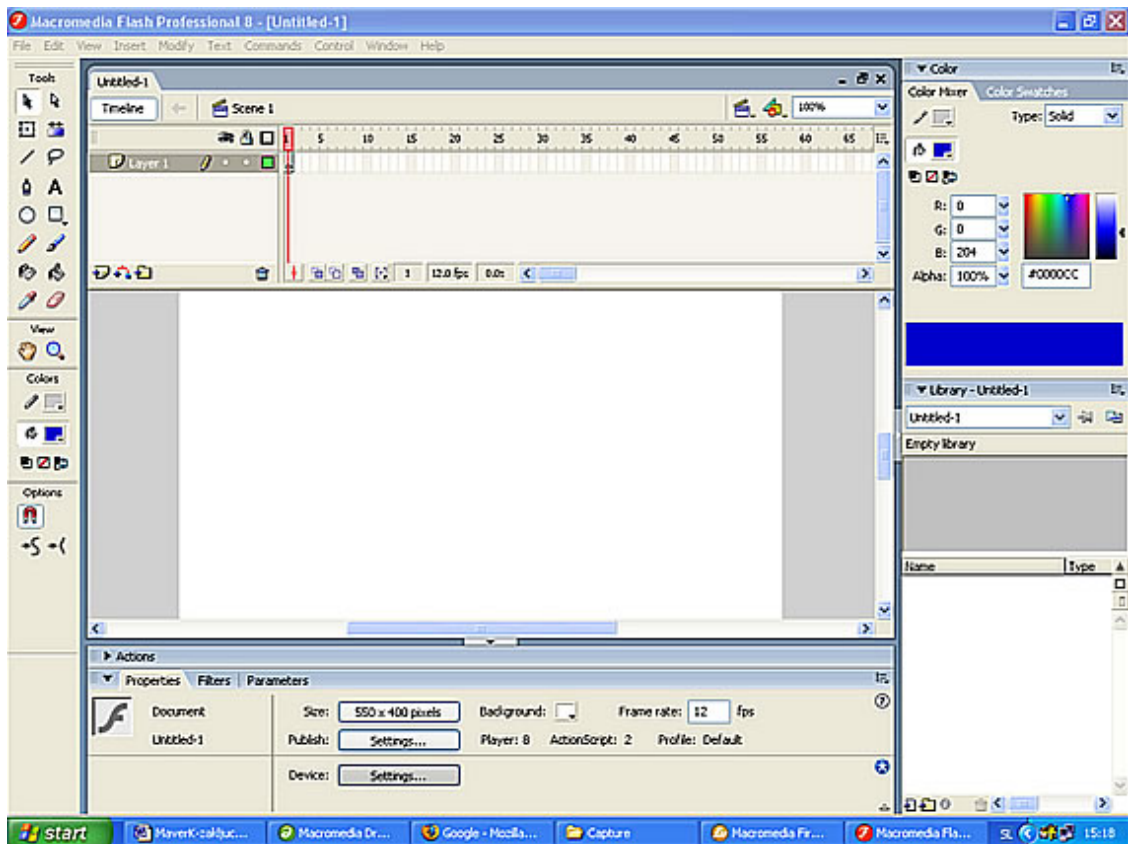 Macromedia Flash Professional 8 - [Untitled-1]
File Edit View Insert Modify Text Commands Control Window Help
Tools
View
Colors
Options
Untitled-1
Timeline Scene 1 100%
1 5 10 15 20 25 30 35 40 45 50 55 60 65
Layer 1
1 12.0 fps 0.0s
Actions
Properties Filters Parameters
Document Size: 550 x 400 pixels Background: Frame rate: 12 fps
Untitled-1 Publish: Settings... Player: 8 ActionScript: 2 Profile: Default
Device: Settings...
Color
Color Mixer Color Swatches
Type: Solid
R: 0
G: 0
B: 204
Alpha: 100% #0000CC
Library - Untitled-1
Untitled-1
Empty library
Name Type
start MaverK-zaključ... Macromedia Dr... Google - Mozilla... Capture Macromedia Fir... Macromedia Fla... SL 15:18